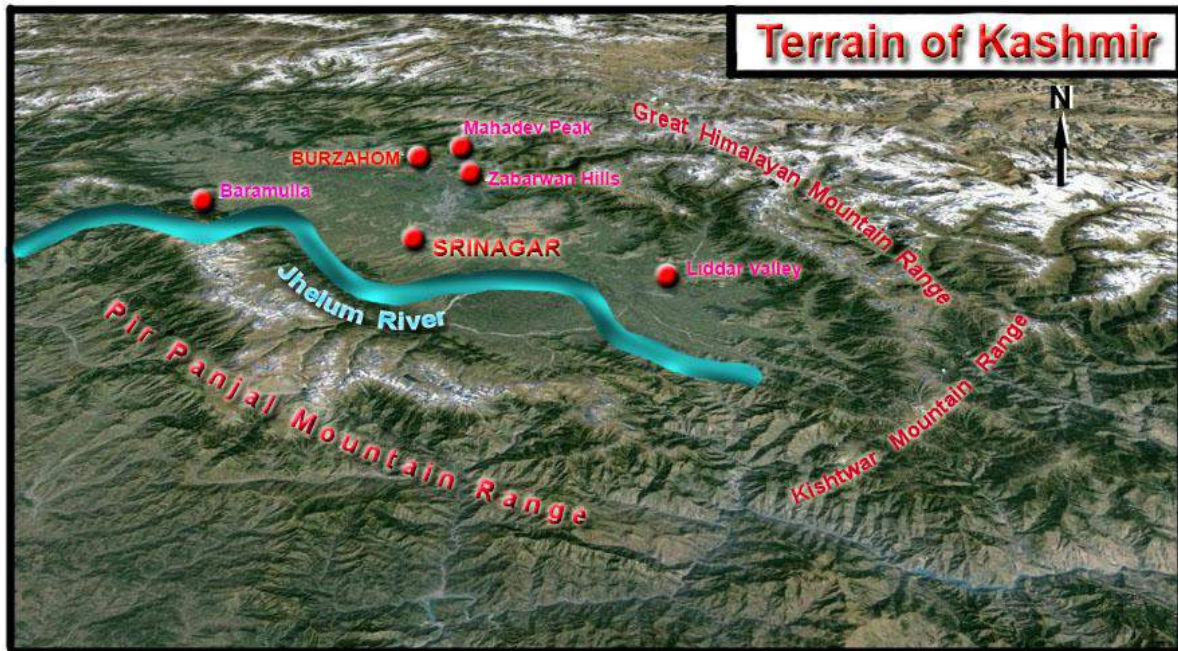 Terrain of Kashmir
N
Great Himalayan Mountain Range
Mahadev Peak
BURZAHOM
Zabarwan Hills
Baramulla
SRINAGAR
Liddar Valley
Jhelum River
Pir Panjal Mountain Range
Kishtwar Mountain Range